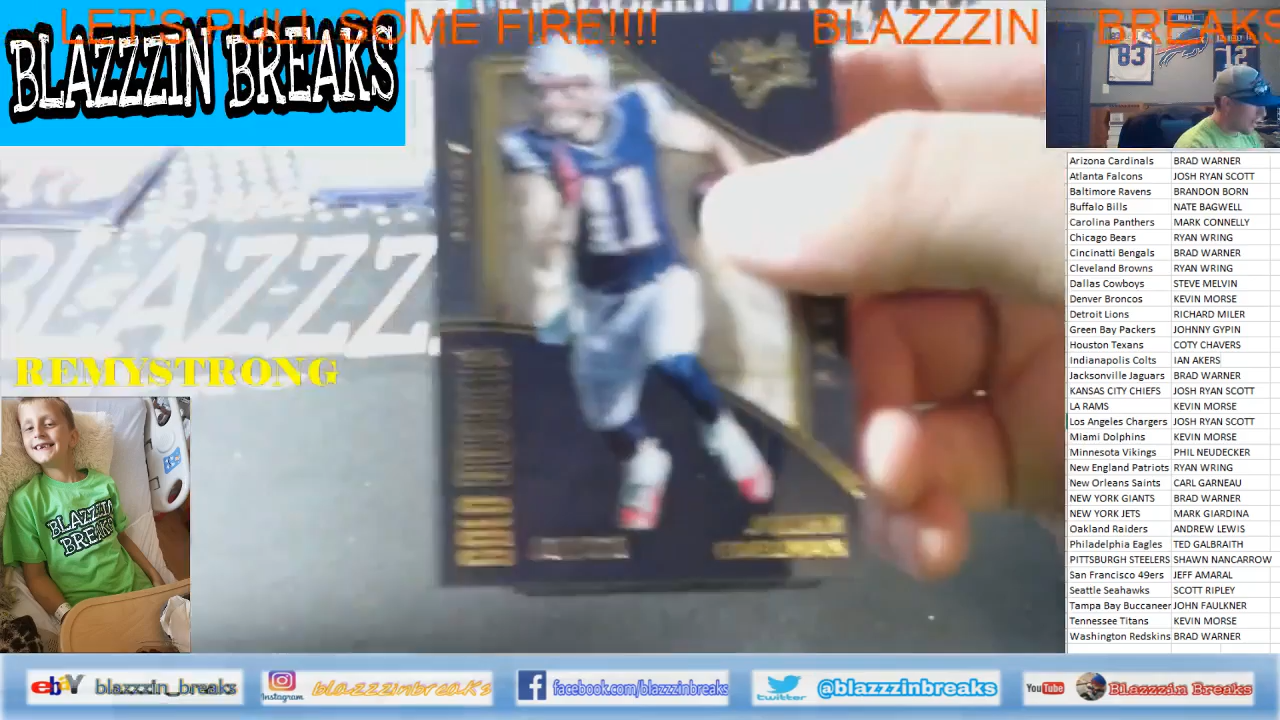 LET'S PULL SOME FIRE!!!! BLAZZZIN BREAKS
BLAZZZIN BREAKS
83
12
BLAZZZ
REMYSTRONG
BLAZZZIN
BREAKS
Arizona Cardinals BRAD WARNER
Atlanta Falcons JOSH RYAN SCOTT
Baltimore Ravens BRANDON BORN
Buffalo Bills NATE BAGWELL
Carolina Panthers MARK CONNELLY
Chicago Bears RYAN WRING
Cincinatti Bengals BRAD WARNER
Cleveland Browns RYAN WRING
Dallas Cowboys STEVE MELVIN
Denver Broncos KEVIN MORSE
Detroit Lions RICHARD MILER
Green Bay Packers JOHNNY GYPIN
Houston Texans COTY CHAVERS
Indianapolis Colts IAN AKERS
Jacksonville Jaguars BRAD WARNER
KANSAS CITY CHIEFS JOSH RYAN SCOTT
LA RAMS KEVIN MORSE
Los Angeles Chargers JOSH RYAN SCOTT
Miami Dolphins KEVIN MORSE
Minnesota Vikings PHIL NEUDECKER
New England Patriots RYAN WRING
New Orleans Saints CARL GARNEAU
NEW YORK GIANTS BRAD WARNER
NEW YORK JETS MARK GIARDINA
Oakland Raiders ANDREW LEWIS
Philadelphia Eagles TED GALBRAITH
PITTSBURGH STEELERS SHAWN NANCARROW
San Francisco 49ers JEFF AMARAL
Seattle Seahawks SCOTT RIPLEY
Tampa Bay Buccaneer JOHN FAULKNER
Tennessee Titans KEVIN MORSE
Washington Redskins BRAD WARNER
ebay blaxxzin_breaks
Instagram blazzzinbreaks
facebook.com/blazzzinbreaks
twitter @blazzzinbreaks
YouTube Blazzzin Breaks